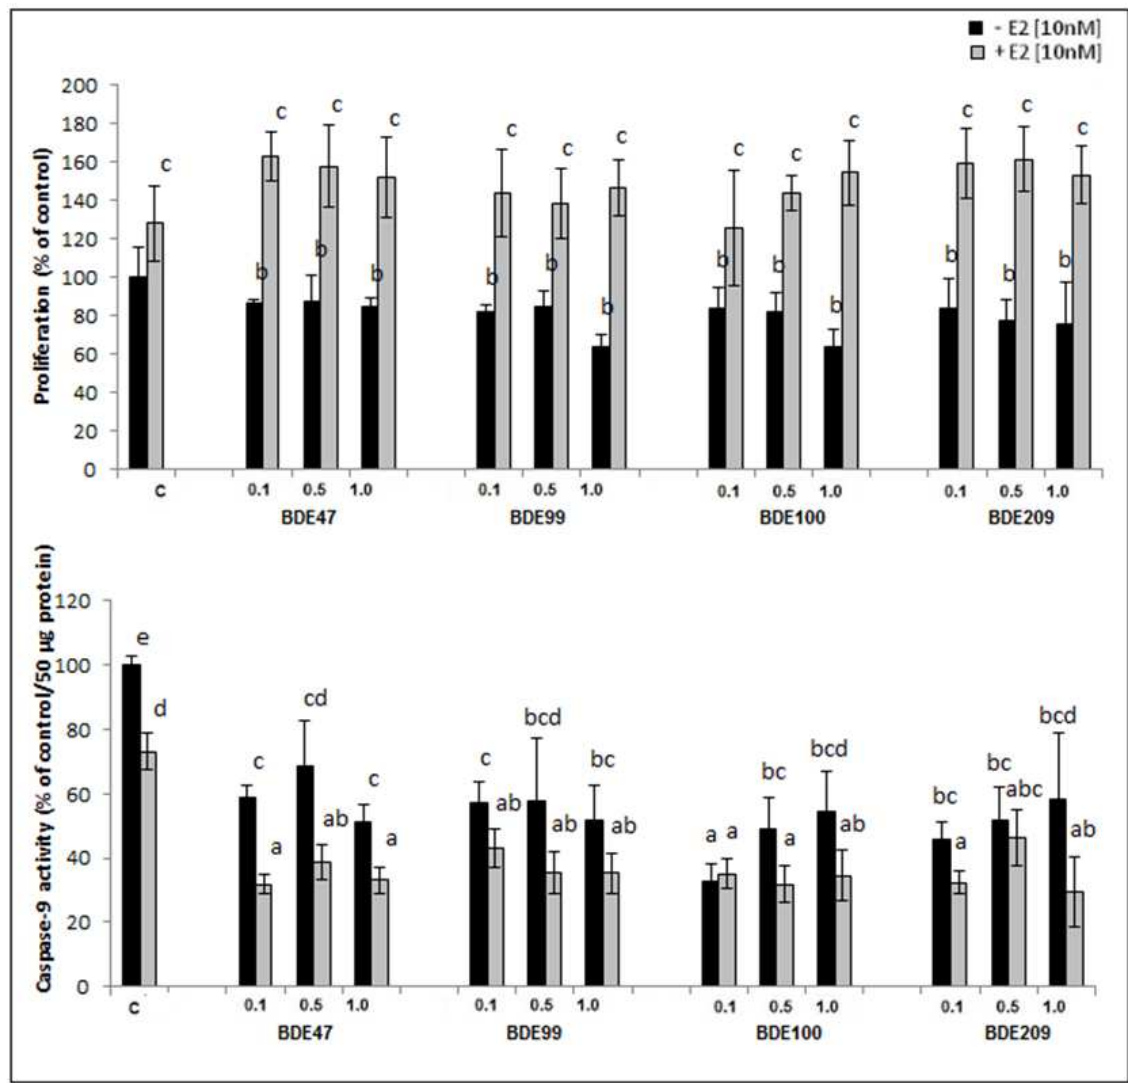 - E2 [10nM]
+ E2 [10nM]
Proliferation (% of control)
200
180
160
140
120
100
80
60
40
20
0
c
c c c
c c c
c c c
c c c
b b b
b b b
b b b
b b b
c
0.1 0.5 1.0
0.1 0.5 1.0
0.1 0.5 1.0
0.1 0.5 1.0
BDE47 BDE99 BDE100 BDE209
Caspase-9 activity (% of control/50 µg protein)
120
100
80
60
40
20
0
e d
c a cd ab c a
c ab bcd ab bc ab
a a bc a bcd ab
bc a bc abc bcd ab
c
0.1 0.5 1.0
0.1 0.5 1.0
0.1 0.5 1.0
0.1 0.5 1.0
BDE47 BDE99 BDE100 BDE209